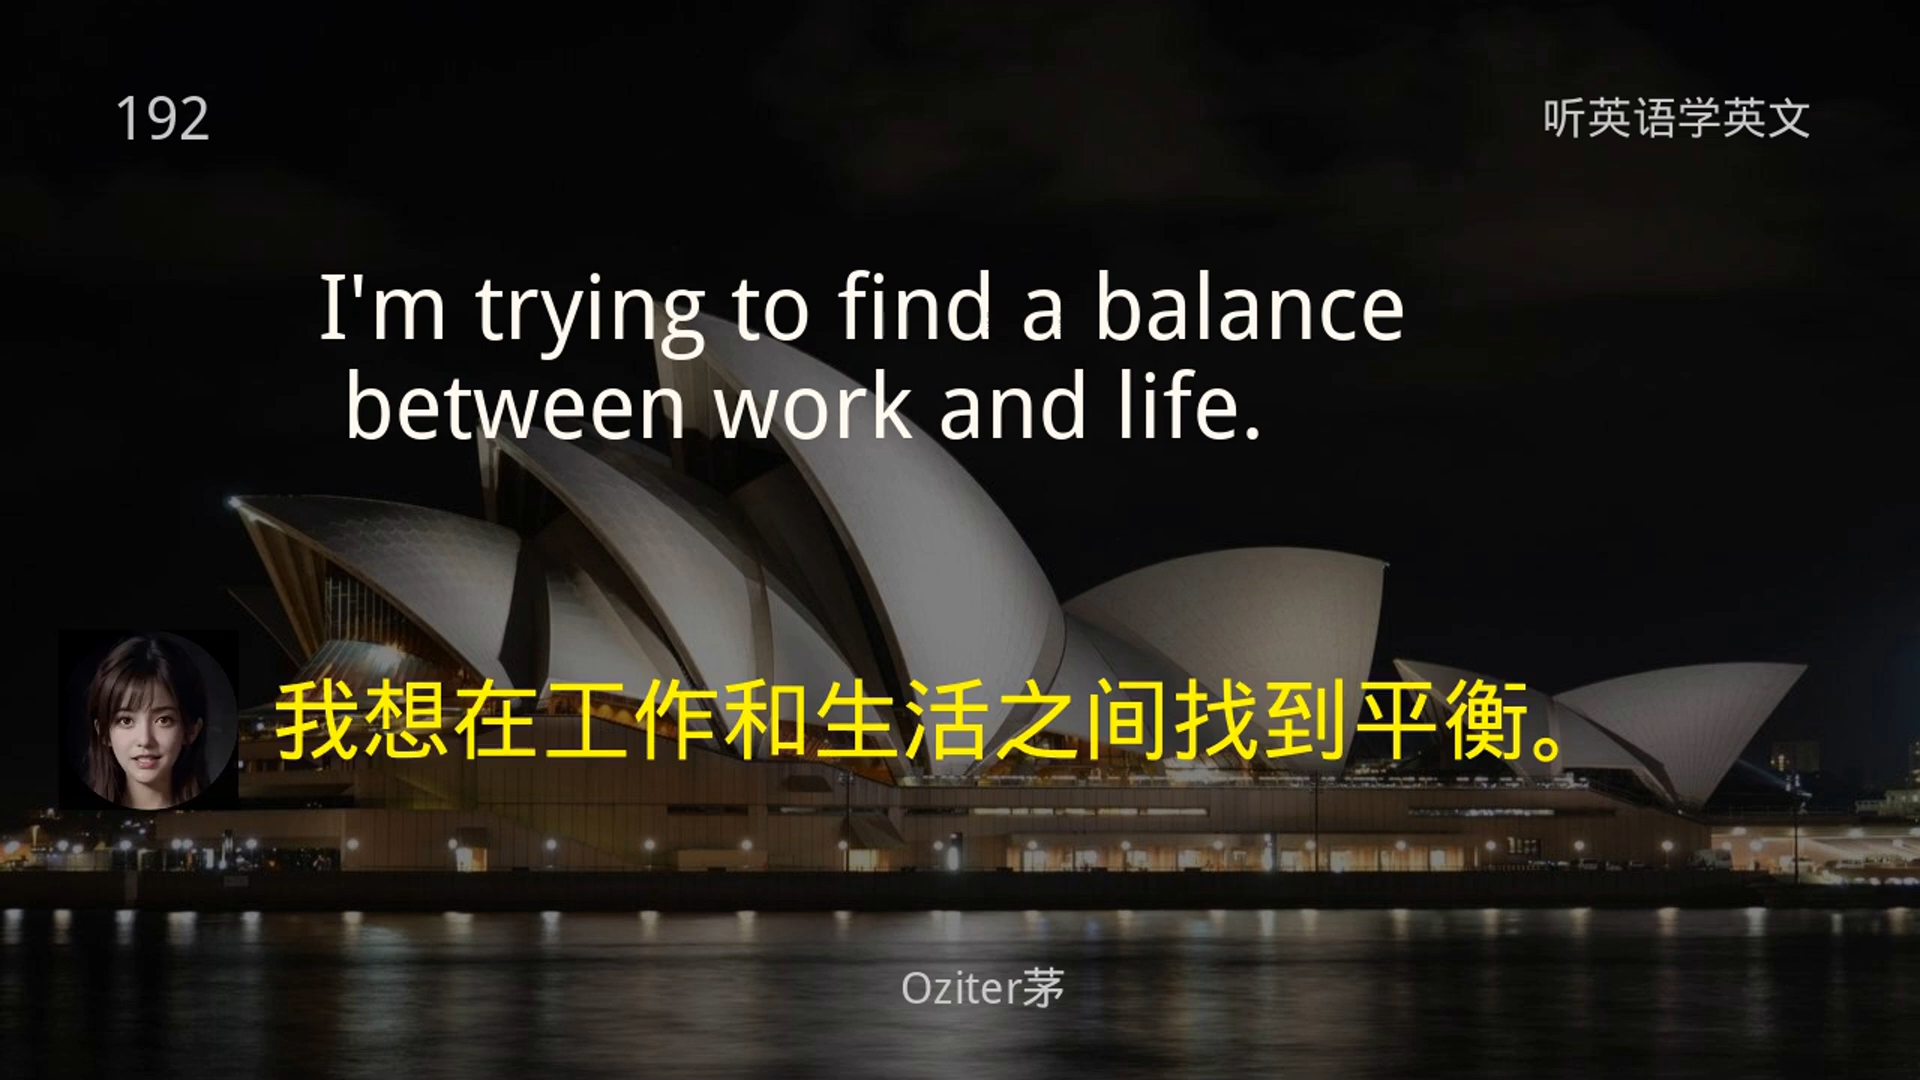 192
听英语学英文
I'm trying to find a balance
between work and life.
我想在工作和生活之间找到平衡。
Oziter茅